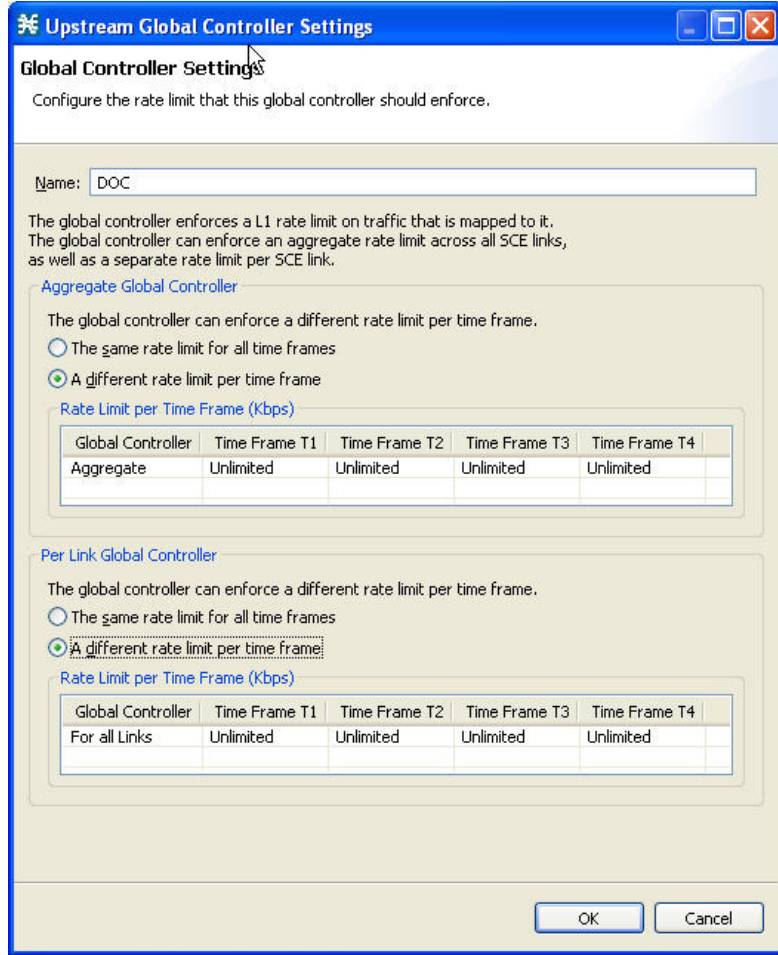 Upstream Global Controller Settings
Global Controller Settings
Configure the rate limit that this global controller should enforce.
Name: DOC
The global controller enforces a L1 rate limit on traffic that is mapped to it.
The global controller can enforce an aggregate rate limit across all SCE links,
as well as a separate rate limit per SCE link.
Aggregate Global Controller
The global controller can enforce a different rate limit per time frame.
The same rate limit for all time frames
A different rate limit per time frame
Rate Limit per Time Frame (Kbps)
Global Controller Time Frame T1 Time Frame T2 Time Frame T3 Time Frame T4
Aggregate Unlimited Unlimited Unlimited Unlimited
Per Link Global Controller
The global controller can enforce a different rate limit per time frame.
The same rate limit for all time frames
A different rate limit per time frame
Rate Limit per Time Frame (Kbps)
Global Controller Time Frame T1 Time Frame T2 Time Frame T3 Time Frame T4
For all Links Unlimited Unlimited Unlimited Unlimited
OK Cancel